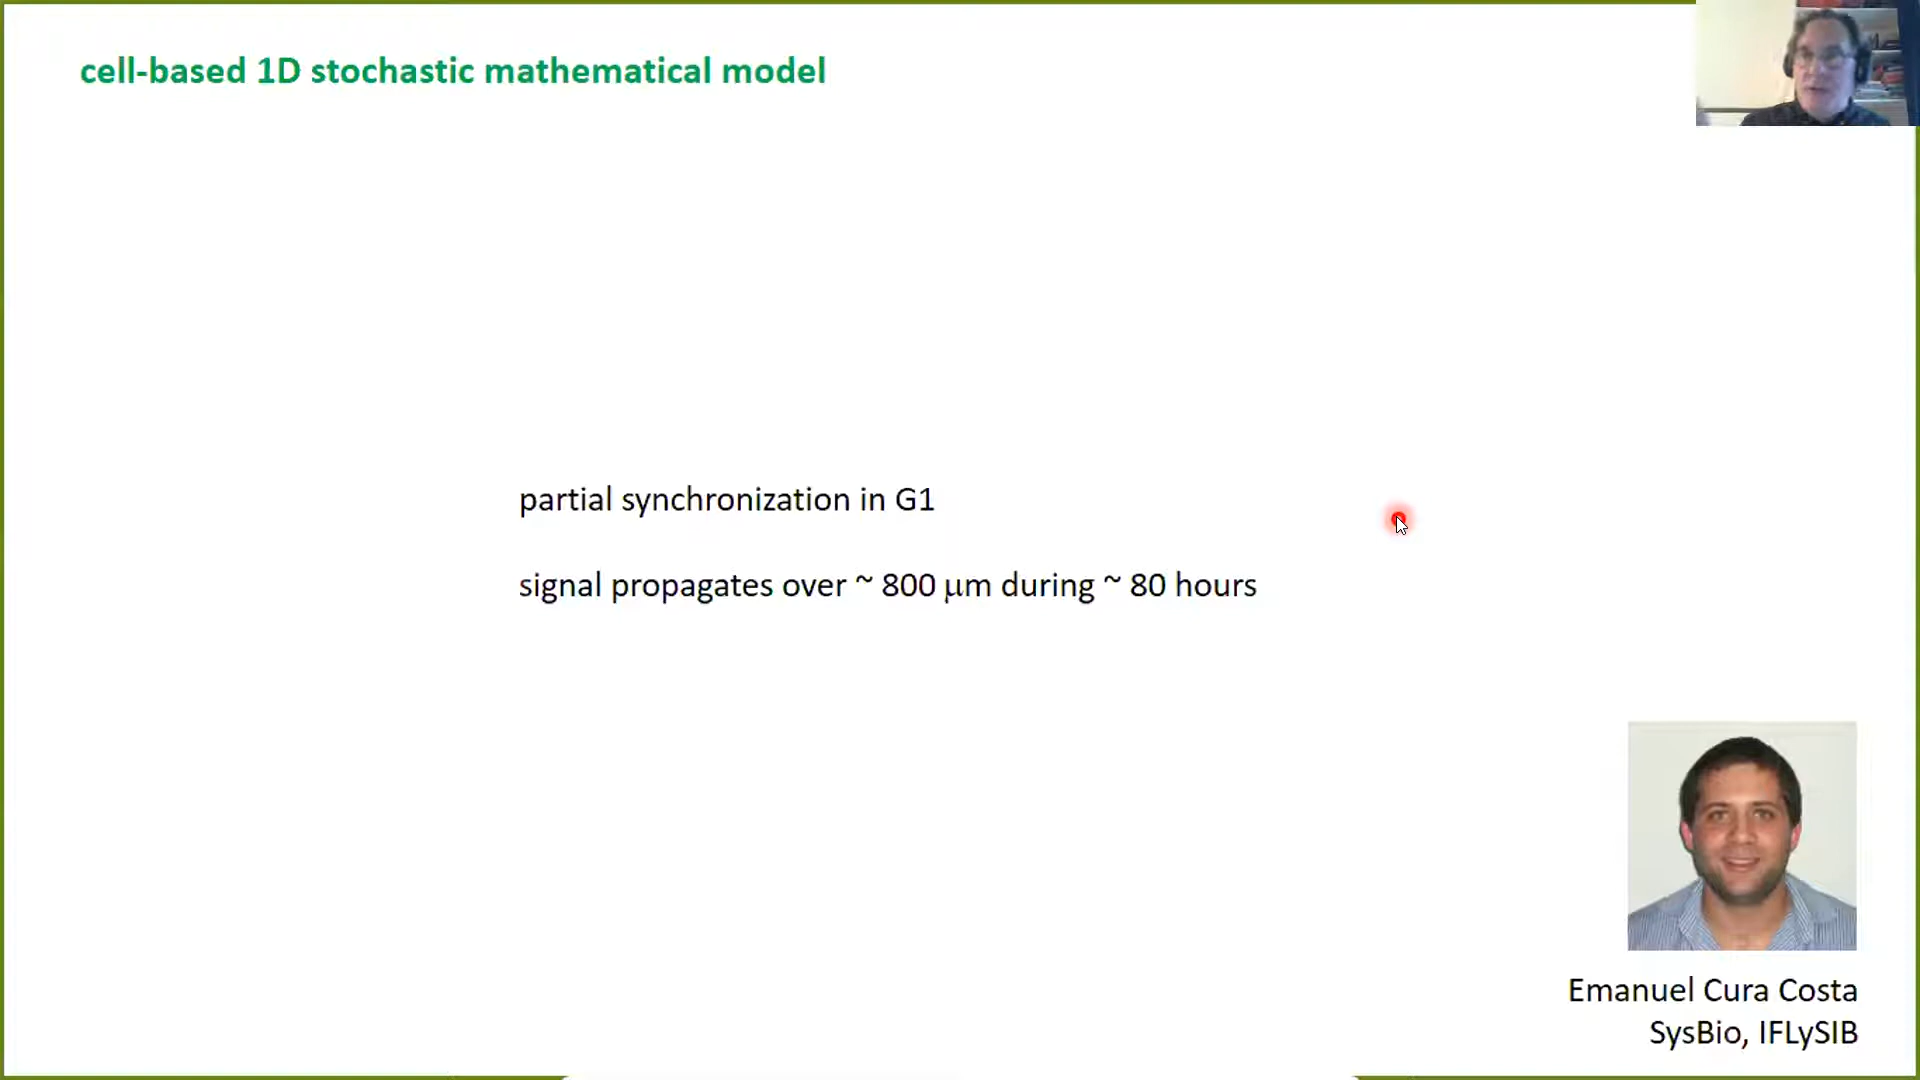 cell-based 1D stochastic mathematical model
partial synchronization in G1
signal propagates over ~ 800 μm during ~ 80 hours
Emanuel Cura Costa
SysBio, IFLySIB